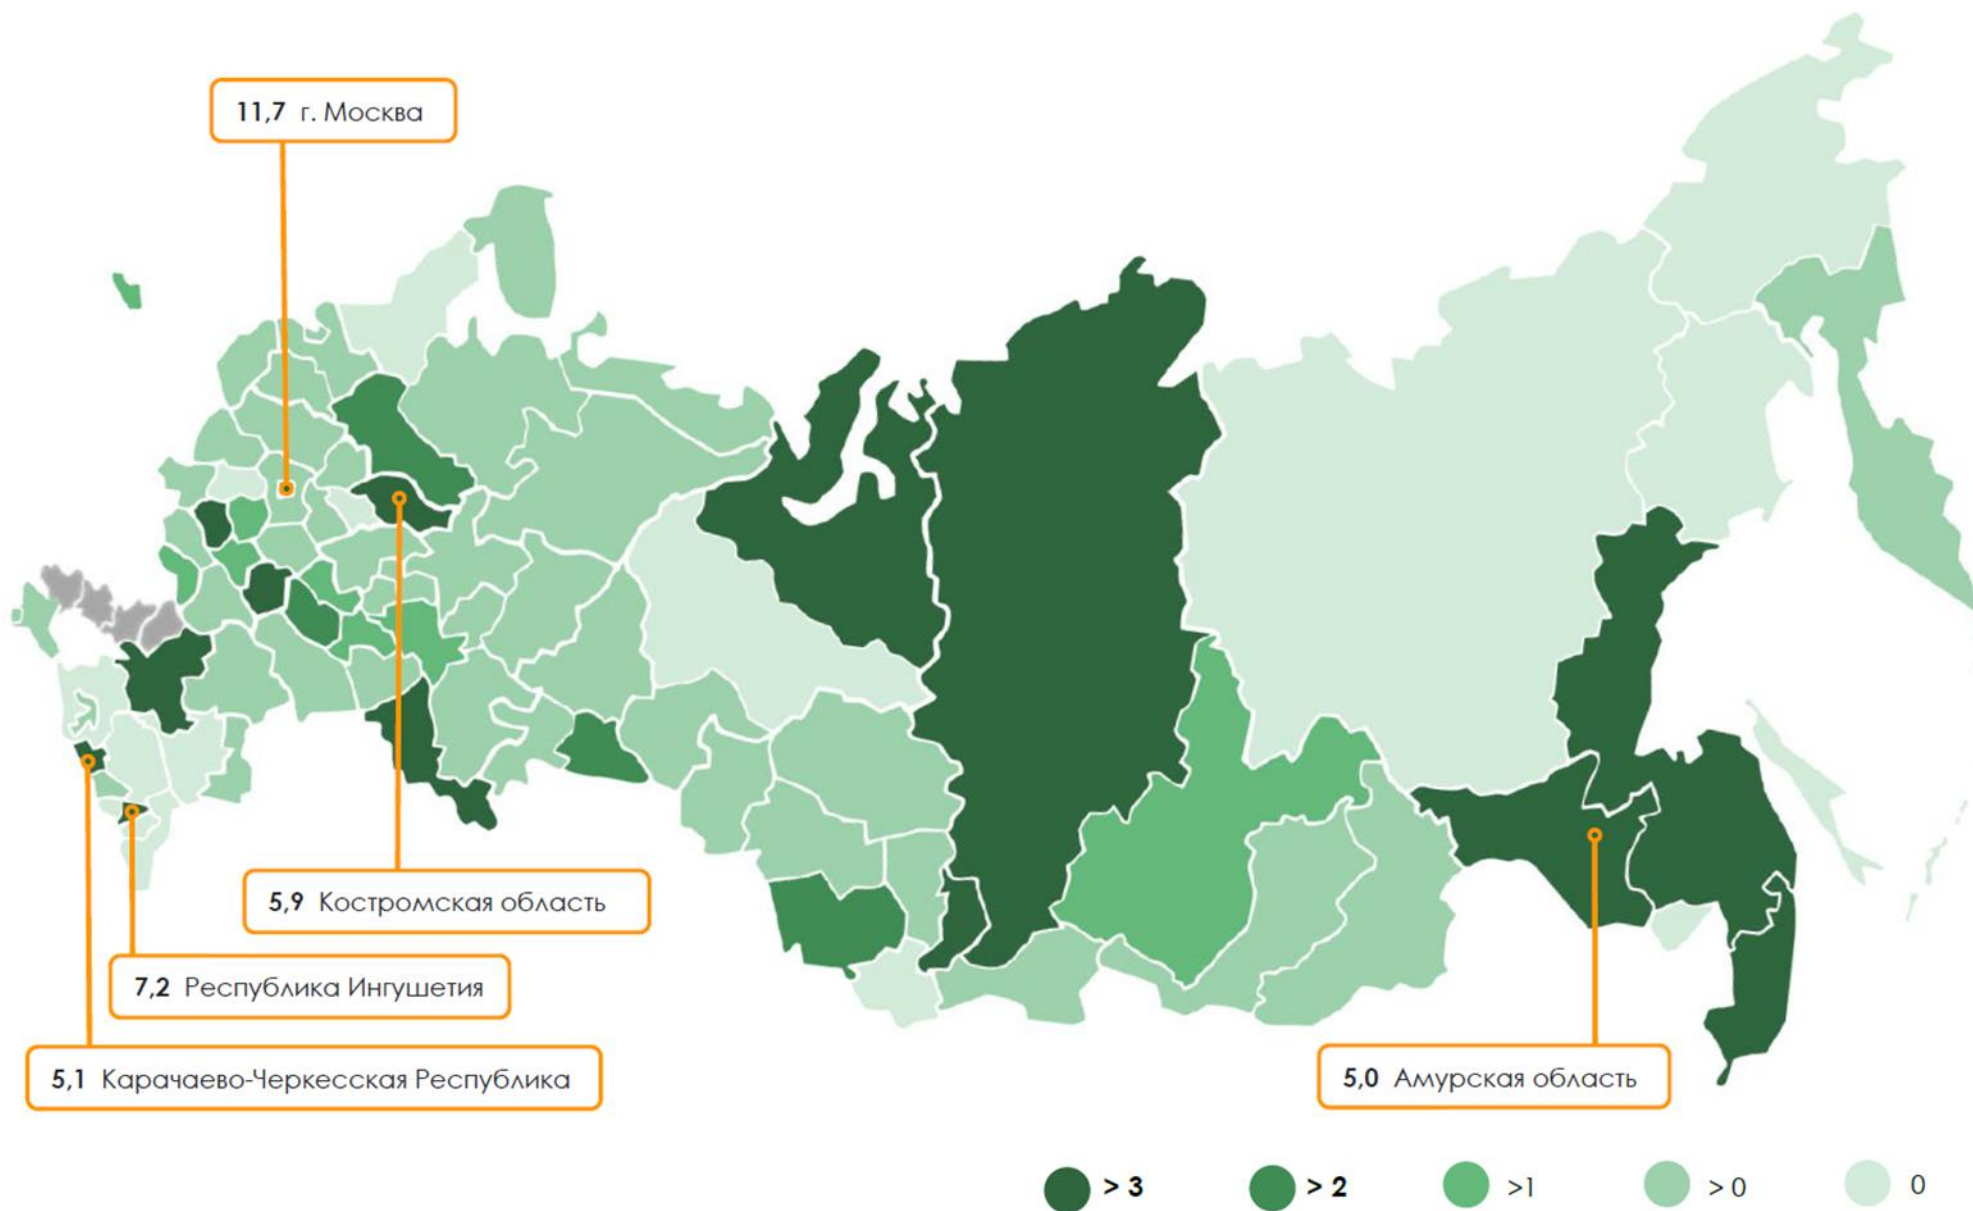 11,7 г. Москва
5,9 Костромская область
7,2 Республика Ингушетия
5,1 Карачаево-Черкесская Республика
5,0 Амурская область
> 3
> 2
>1
> 0
0